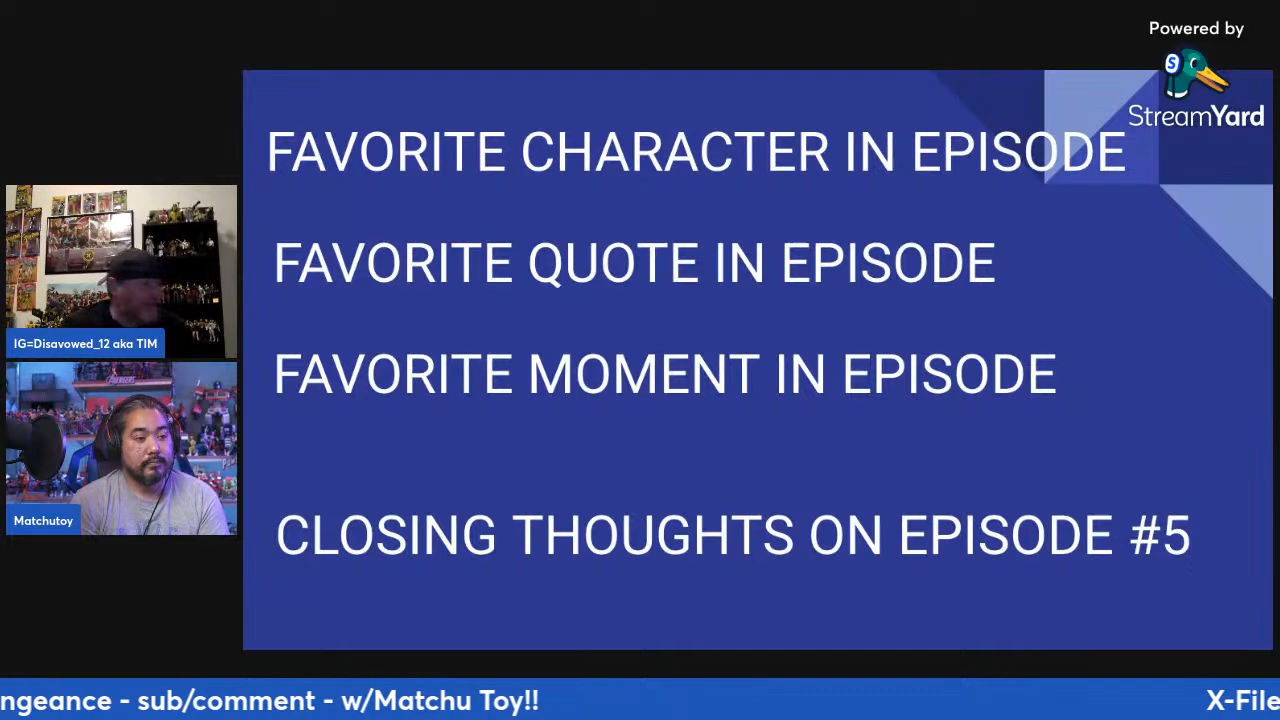 Powered by
S
StreamYard
FAVORITE CHARACTER IN EPISODE
FAVORITE QUOTE IN EPISODE
FAVORITE MOMENT IN EPISODE
CLOSING THOUGHTS ON EPISODE #5
AVENGERS
IG=Disavowed_12 aka TIM
Matchutoy
ngeance - sub/comment - w/Matchu Toy!!
X-File